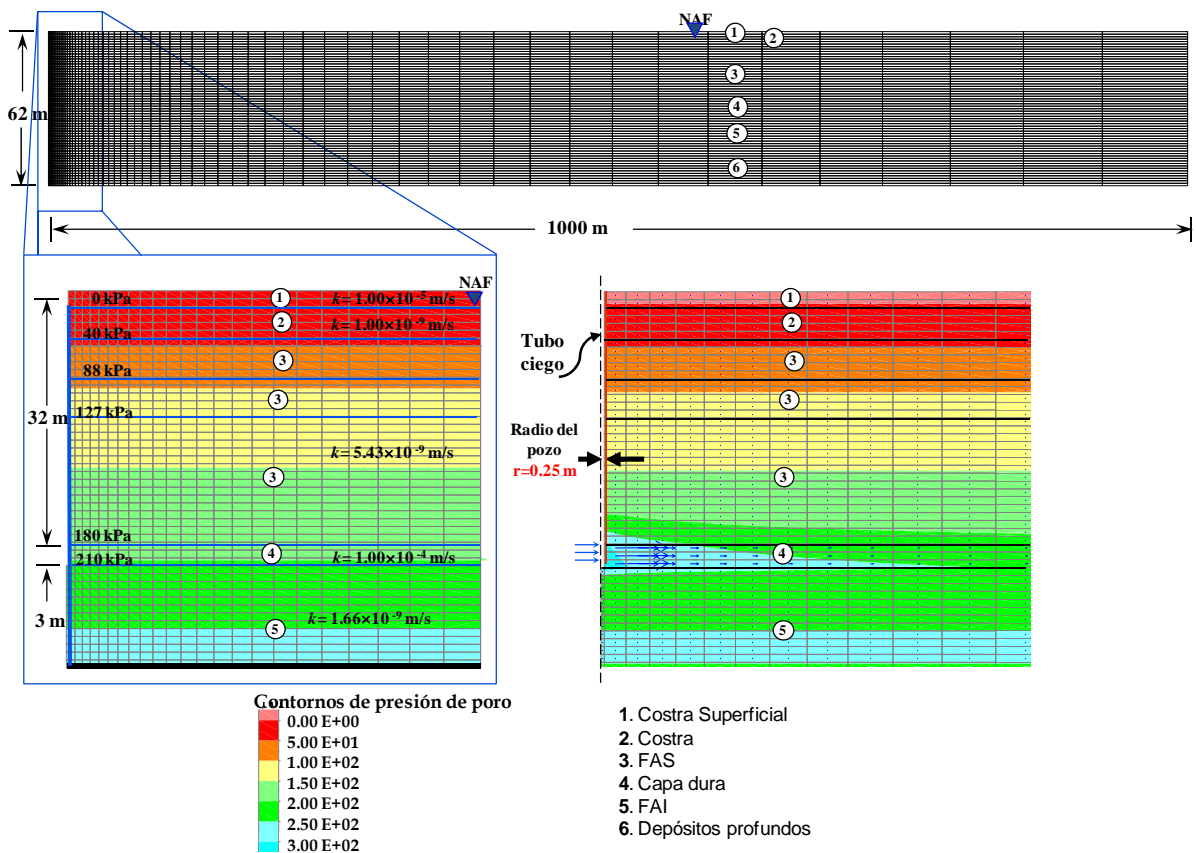 NAF
1
2
3
4
5
6
62 m
1000 m
NAF
0 kPa
1
k= 1.00×10⁻⁵ m/s
2
k= 1.00×10⁻⁹ m/s
40 kPa
3
88 kPa
3
127 kPa
32 m
k= 5.43×10⁻⁹ m/s
3
180 kPa
4
k= 1.00×10⁻⁴ m/s
210 kPa
3 m
k= 1.66×10⁻⁹ m/s
5
1
2
Tubo
ciego
3
3
Radio del
pozo
r=0.25 m
3
4
5
Contornos de presión de poro
0.00 E+00
5.00 E+01
1.00 E+02
1.50 E+02
2.00 E+02
2.50 E+02
3.00 E+02
1. Costra Superficial
2. Costra
3. FAS
4. Capa dura
5. FAI
6. Depósitos profundos